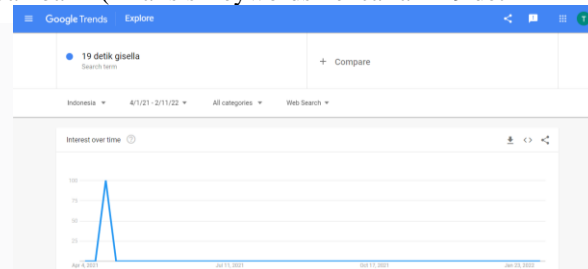 Google Trends Explore
T
19 detik gisella
Search term
+ Compare
Indonesia 4/1/21 - 2/11/22 All categories Web Search
Interest over time
100
75
50
25
Apr 4, 2021 Jul 11, 2021 Oct 17, 2021 Jan 23, 2022